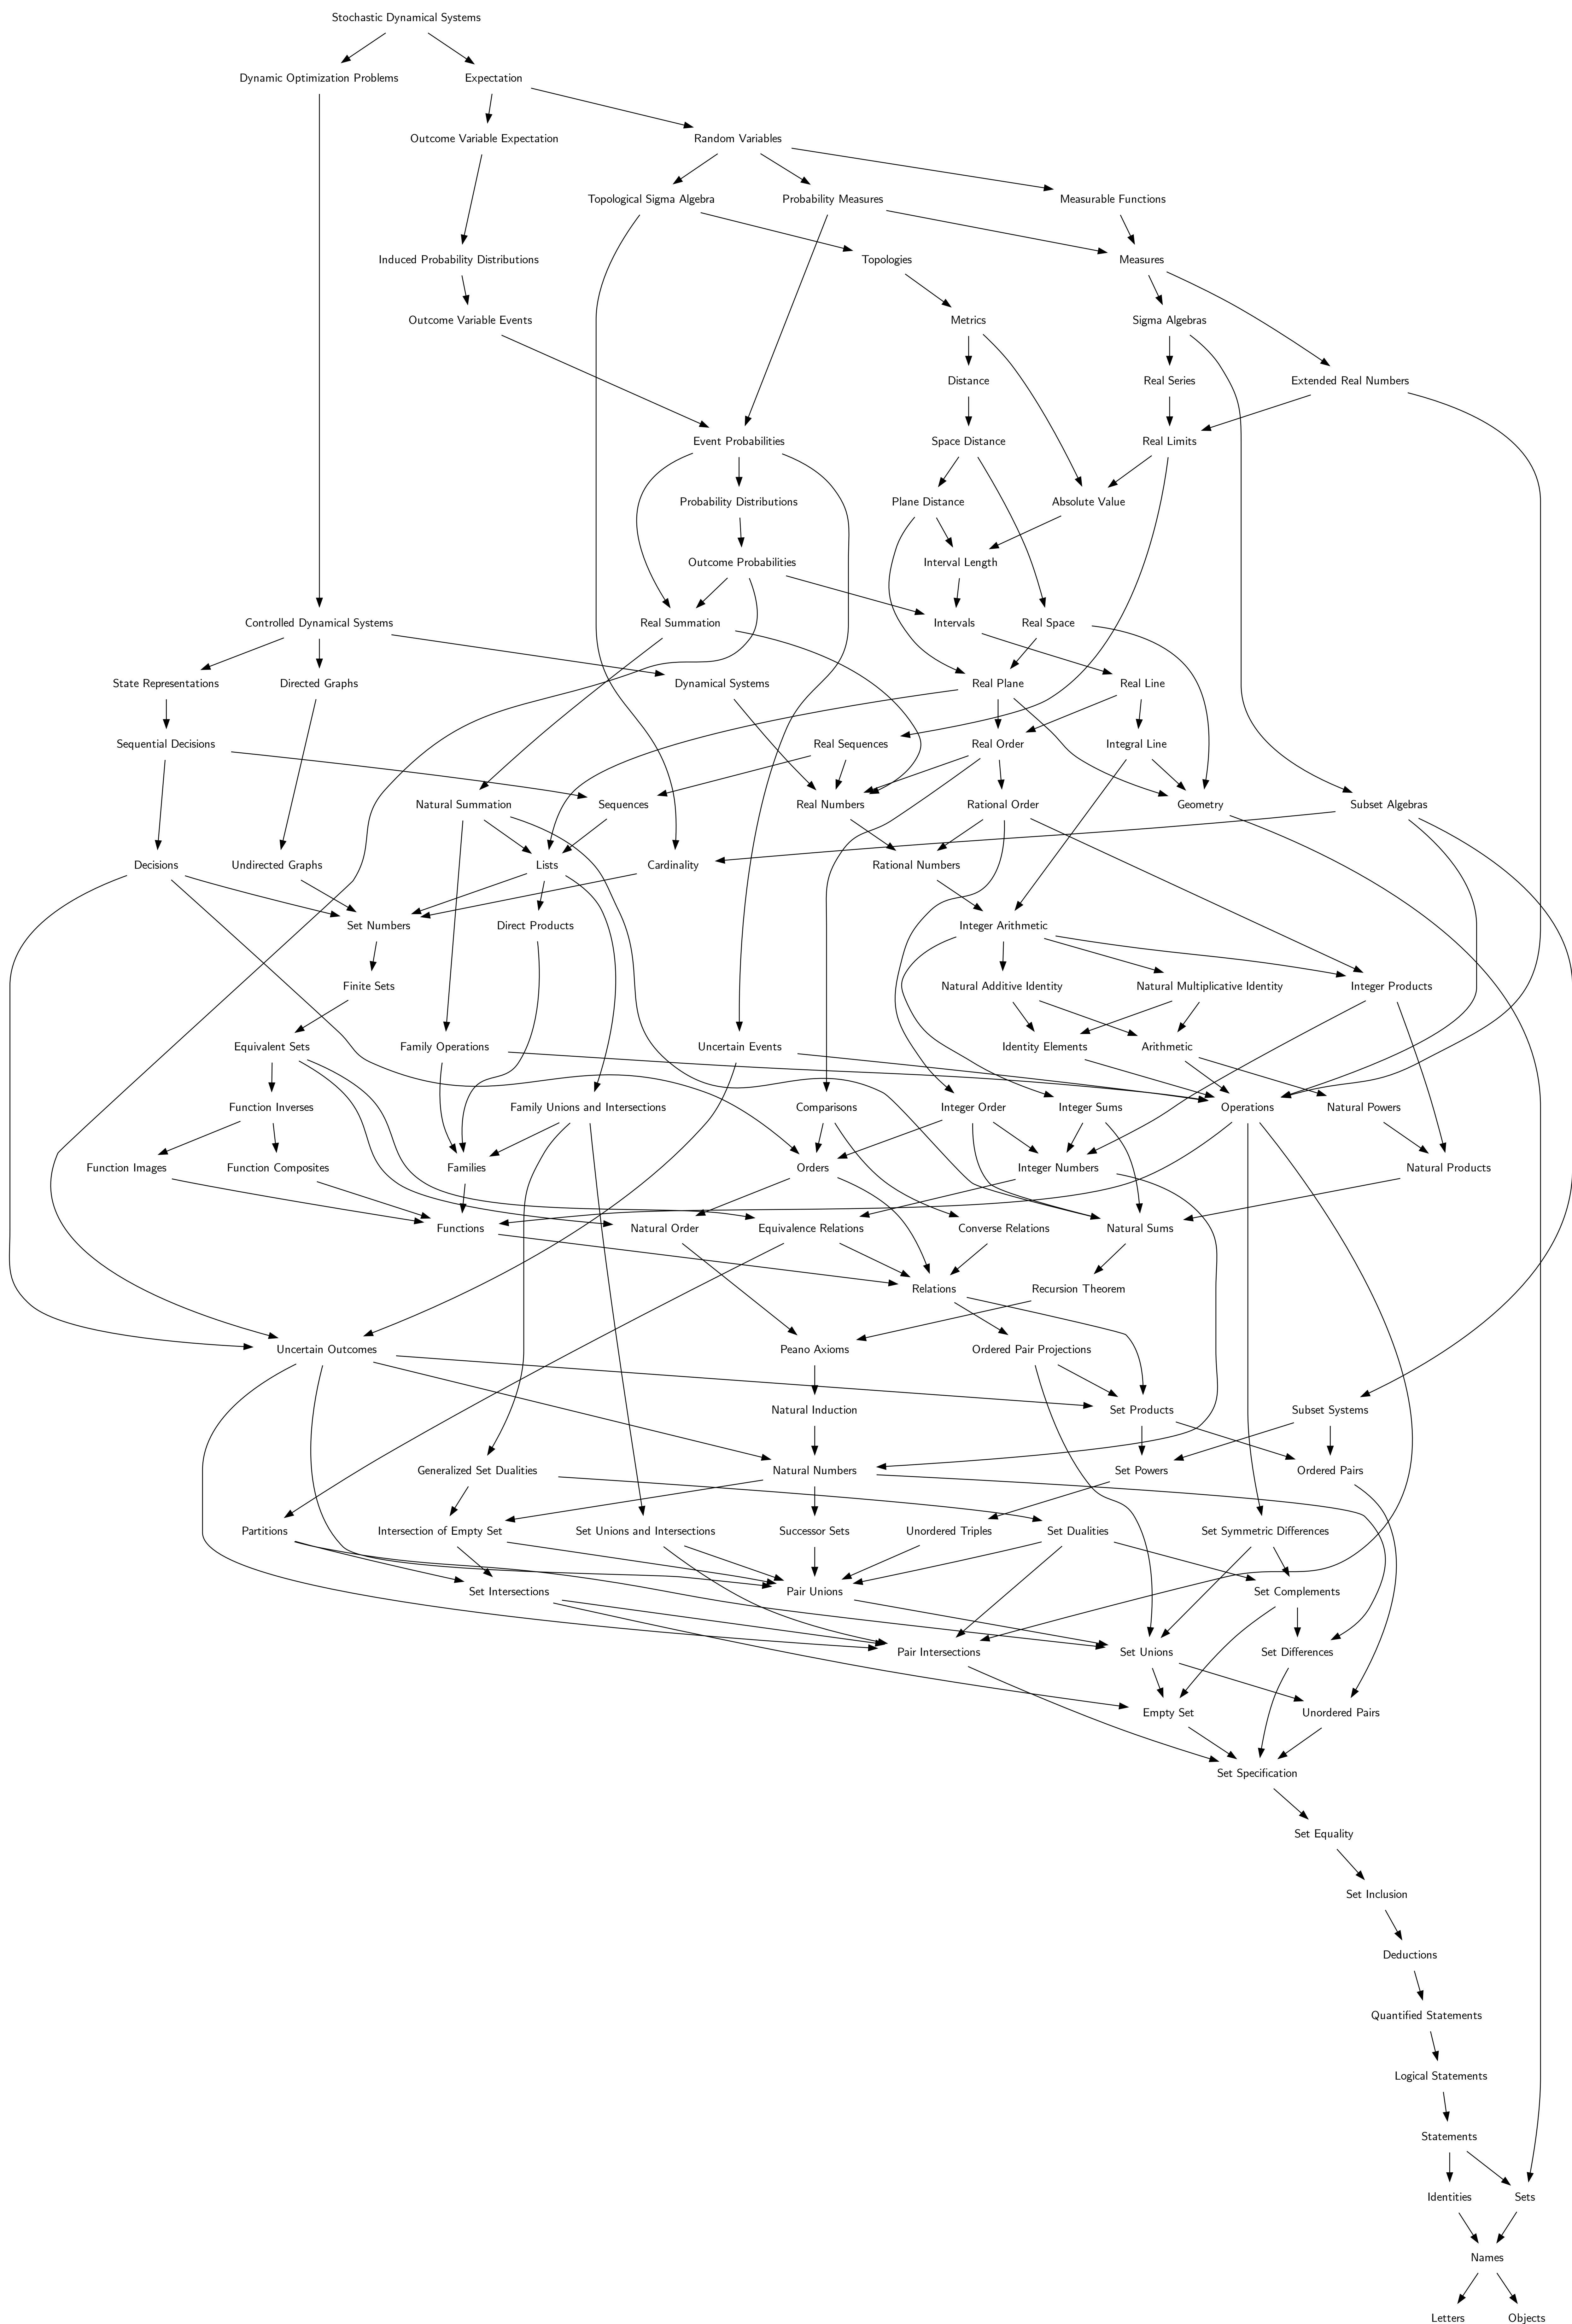 Stochastic Dynamical Systems
Dynamic Optimization Problems
Expectation
Outcome Variable Expectation
Random Variables
Topological Sigma Algebra
Probability Measures
Measurable Functions
Induced Probability Distributions
Topologies
Measures
Outcome Variable Events
Metrics
Sigma Algebras
Distance
Real Series
Extended Real Numbers
Event Probabilities
Space Distance
Real Limits
Probability Distributions
Plane Distance
Absolute Value
Outcome Probabilities
Interval Length
Controlled Dynamical Systems
Real Summation
Intervals
Real Space
State Representations
Directed Graphs
Dynamical Systems
Real Plane
Real Line
Sequential Decisions
Real Sequences
Real Order
Integral Line
Natural Summation
Sequences
Real Numbers
Rational Order
Geometry
Subset Algebras
Decisions
Undirected Graphs
Lists
Cardinality
Rational Numbers
Set Numbers
Direct Products
Integer Arithmetic
Finite Sets
Natural Additive Identity
Natural Multiplicative Identity
Integer Products
Equivalent Sets
Family Operations
Uncertain Events
Identity Elements
Arithmetic
Function Inverses
Family Unions and Intersections
Comparisons
Integer Order
Integer Sums
Operations
Natural Powers
Function Images
Function Composites
Families
Orders
Integer Numbers
Natural Products
Functions
Natural Order
Equivalence Relations
Converse Relations
Natural Sums
Relations
Recursion Theorem
Uncertain Outcomes
Peano Axioms
Ordered Pair Projections
Natural Induction
Set Products
Subset Systems
Generalized Set Dualities
Natural Numbers
Set Powers
Ordered Pairs
Partitions
Intersection of Empty Set
Set Unions and Intersections
Successor Sets
Unordered Triples
Set Dualities
Set Symmetric Differences
Set Intersections
Pair Unions
Set Complements
Pair Intersections
Set Unions
Set Differences
Empty Set
Unordered Pairs
Set Specification
Set Equality
Set Inclusion
Deductions
Quantified Statements
Logical Statements
Statements
Identities
Sets
Names
Letters
Objects